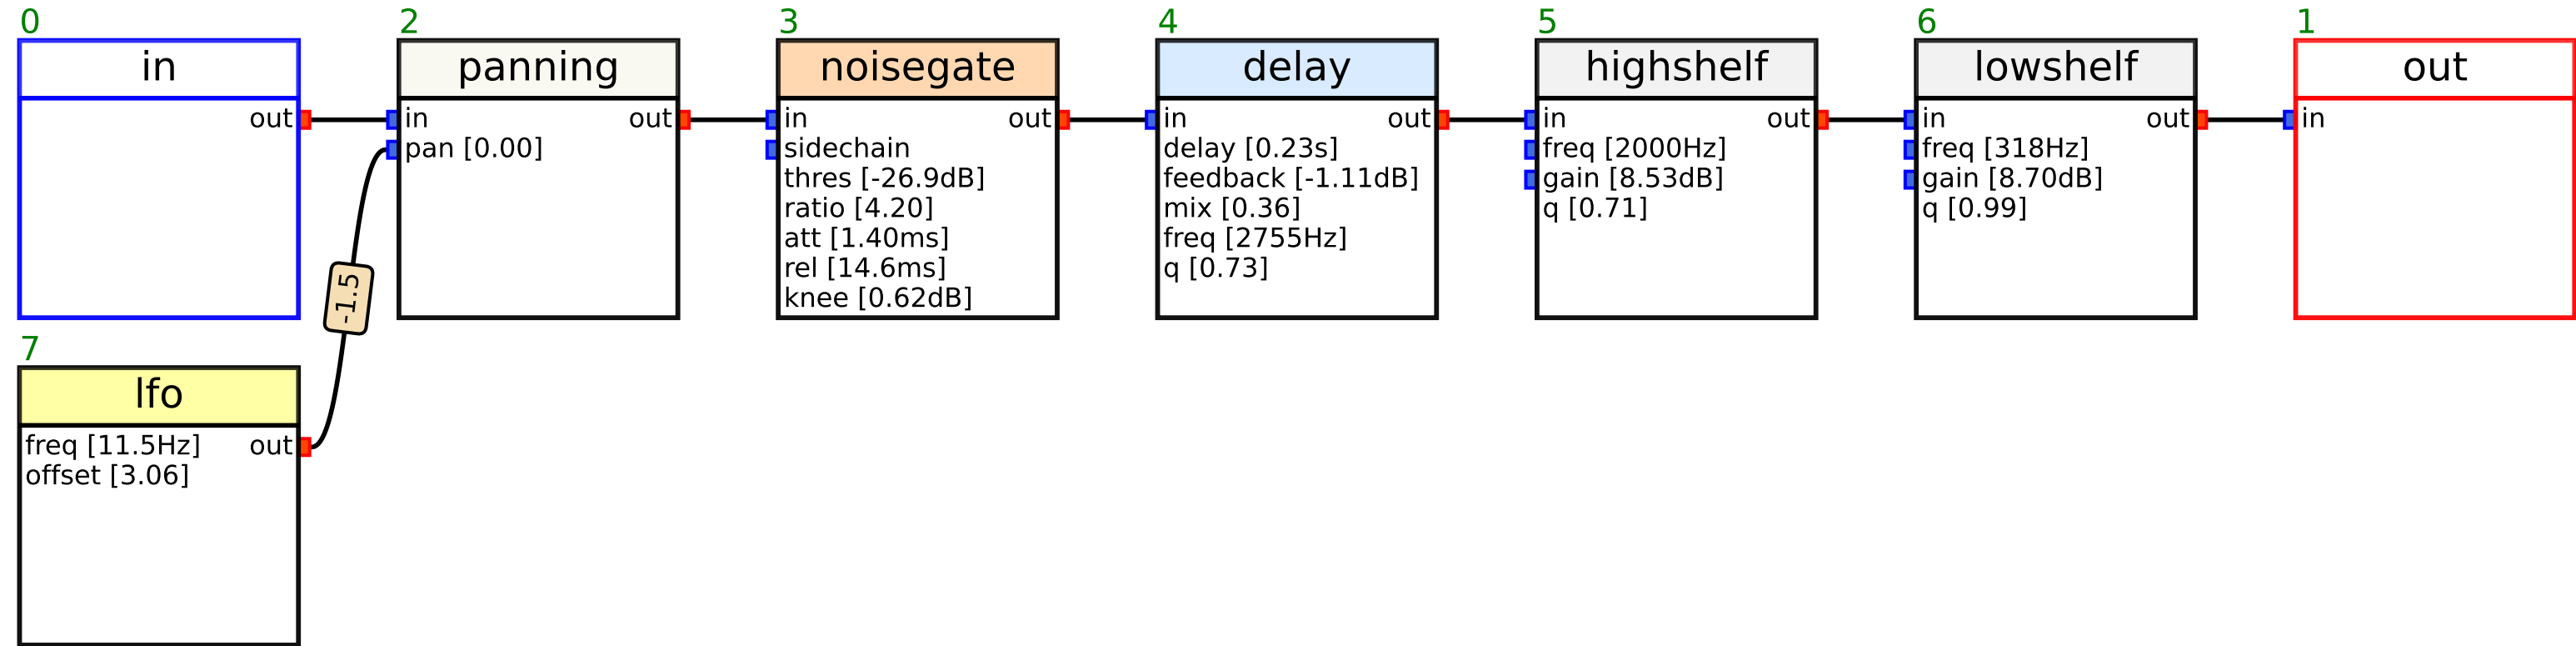 0
in
out
2
panning
in out
pan [0.00]
3
noisegate
in out
sidechain
thres [-26.9dB]
ratio [4.20]
att [1.40ms]
rel [14.6ms]
knee [0.62dB]
4
delay
in out
delay [0.23s]
feedback [-1.11dB]
mix [0.36]
freq [2755Hz]
q [0.73]
5
highshelf
in out
freq [2000Hz]
gain [8.53dB]
q [0.71]
6
lowshelf
in out
freq [318Hz]
gain [8.70dB]
q [0.99]
1
out
in
-1.5
7
lfo
freq [11.5Hz] out
offset [3.06]